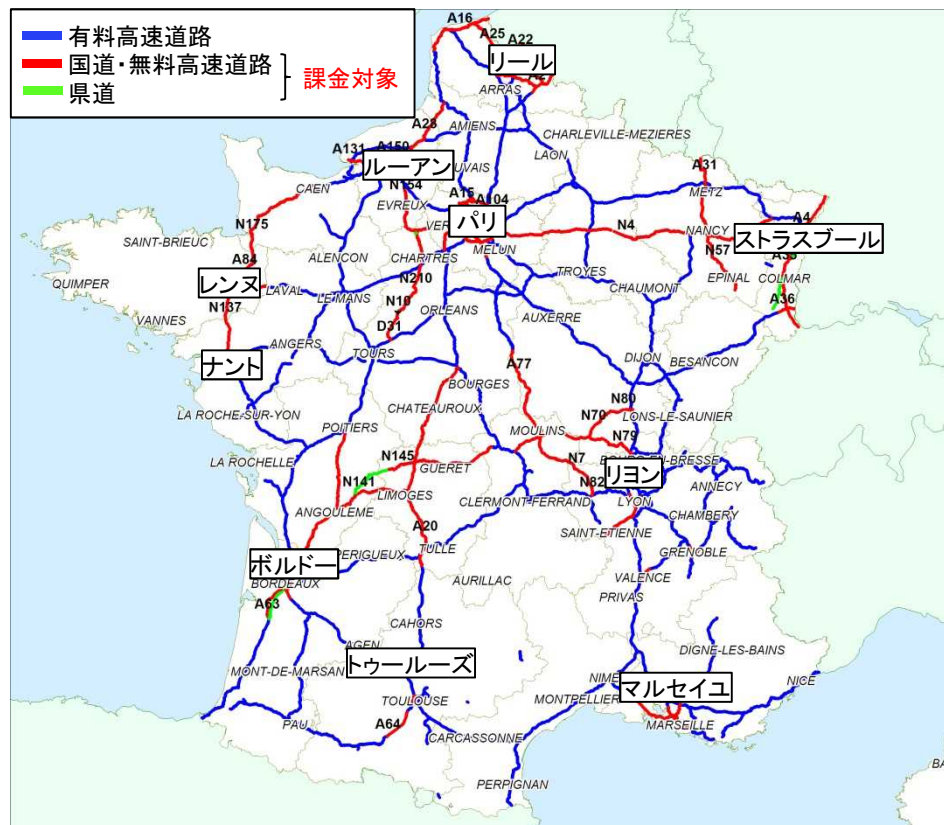 有料高速道路
国道・無料高速道路
課金対象
県道
A16
A25
A22
リール
ARRAS
A28
AMIENS
CHARLEVILLE-MEZIERES
A131
A150
ルーアン
LAON
A31
CAEN
N154
EVREUX
A15
A104
METZ
N175
パリ
N4
NANCY
A4
ストラスブール
SAINT-BRIEUC
A84
ALENCON
CHARTRES
MELUN
N57
A35
QUIMPER
レンヌ
LAVAL
LE MANS
N210
TROYES
CHAUMONT
EPINAL
COLMAR
N137
N10
ORLEANS
A36
VANNES
D31
AUXERRE
ナント
ANGERS
TOURS
A77
DIJON
BESANCON
BOURGES
N80
LA ROCHE-SUR-YON
CHATEAUROUX
N70
LONS-LE-SAUNIER
POITIERS
MOULINS
N79
LA ROCHELLE
N145
GUERET
N7
BOURG-EN-BRESSE
リヨン
N141
LIMOGES
CLERMONT-FERRAND
N82
LYON
ANNECY
ANGOULEME
A20
CHAMBERY
SAINT-ETIENNE
ボルドー
PERIGUEUX
TULLE
GRENOBLE
BORDEAUX
AURILLAC
VALENCE
A63
PRIVAS
CAHORS
AGEN
DIGNE-LES-BAINS
MONT-DE-MARSAN
トゥールーズ
NIME
マルセイユ
NICE
TOULOUSE
MONTPELLIER
PAU
A64
CARCASSONNE
MARSEILLE
PERPIGNAN
BA